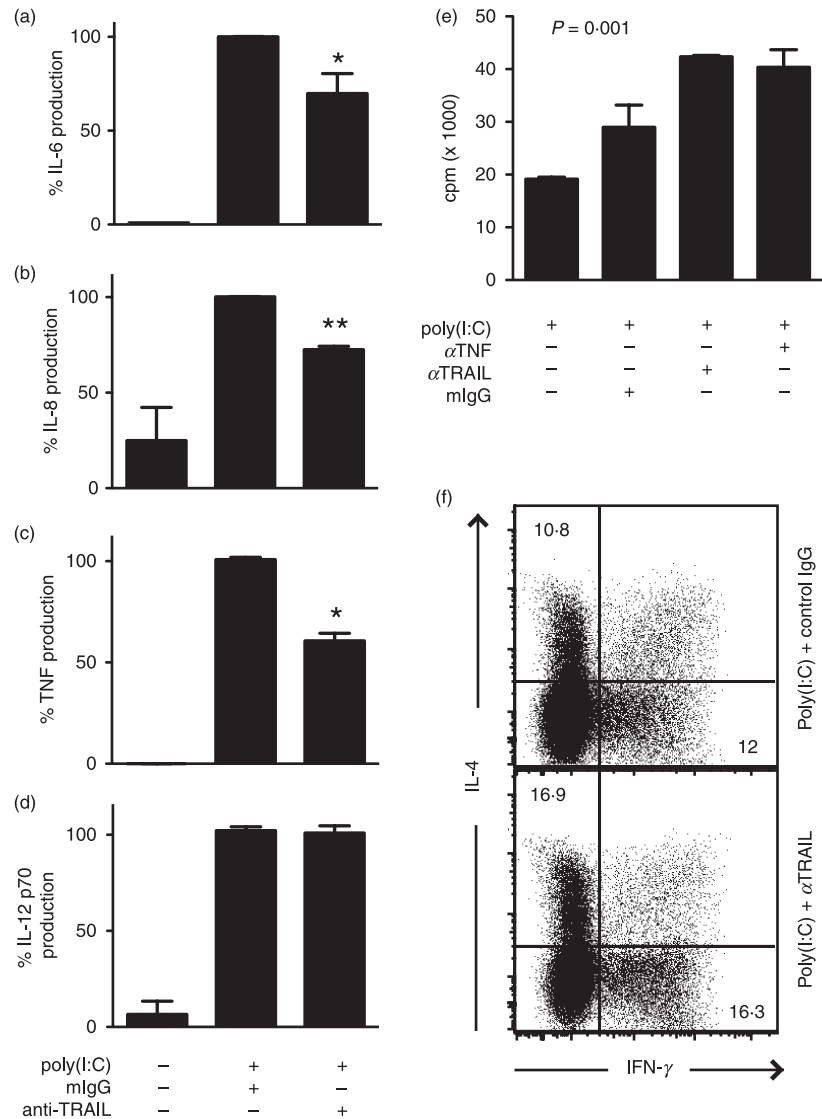 (a)
% IL-6 production
100
50
0
*
(b)
% IL-8 production
100
50
0
**
(c)
% TNF production
100
50
0
*
(d)
% IL-12 p70
production
100
50
0
poly(I:C) – + +
mIgG – + –
anti-TRAIL – – +
(e)
cpm (x 1000)
50
40
30
20
10
0
P = 0·001
poly(I:C) + + + +
αTNF – – – +
αTRAIL – – + –
mIgG – + – –
(f)
10·8
12
Poly(I:C) + control IgG
16·9
16·3
Poly(I:C) + αTRAIL
IL-4
IFN-γ